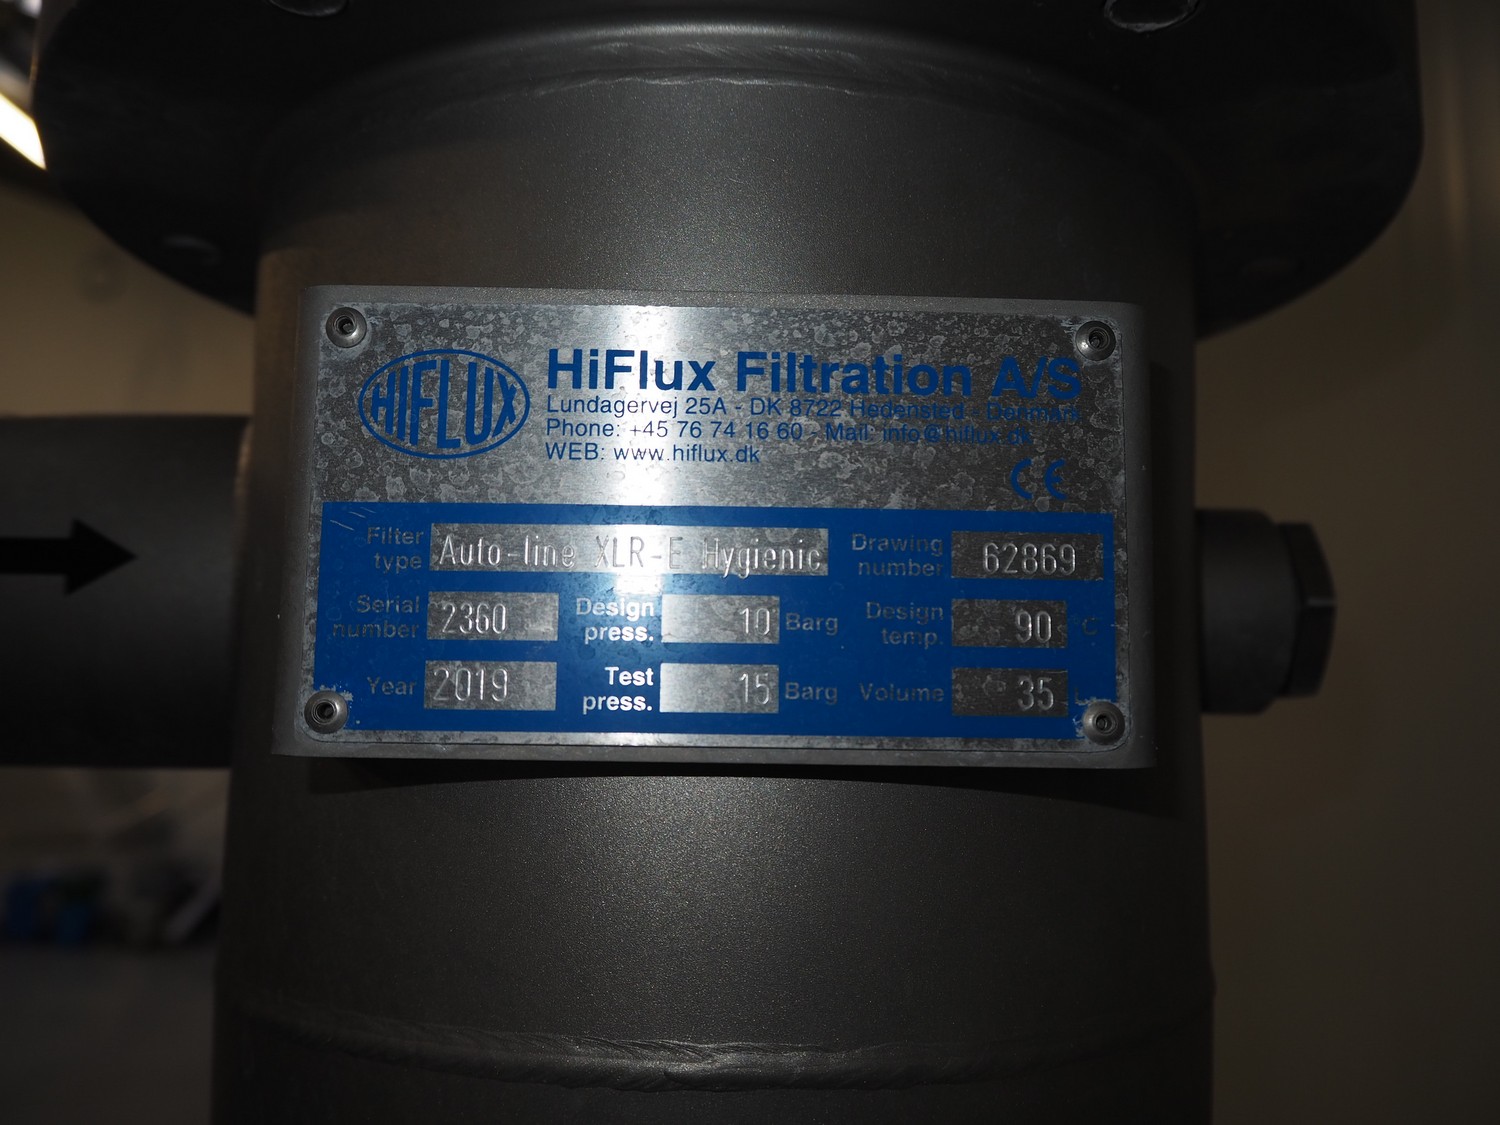 HIFLUX
HiFlux Filtration A/S
Lundagervej 25A - DK 8722 Hedensted - Denmark
Phone: +45 76 74 16 60 - Mail: info@hiflux.dk
WEB: www.hiflux.dk
CE
Filter type Auto-line XLR-E Hygienic Drawing number 62869
Serial number 2360 Design press. 10 Barg Design temp. 90 °C
Year 2019 Test press. 15 Barg Volume 35 L